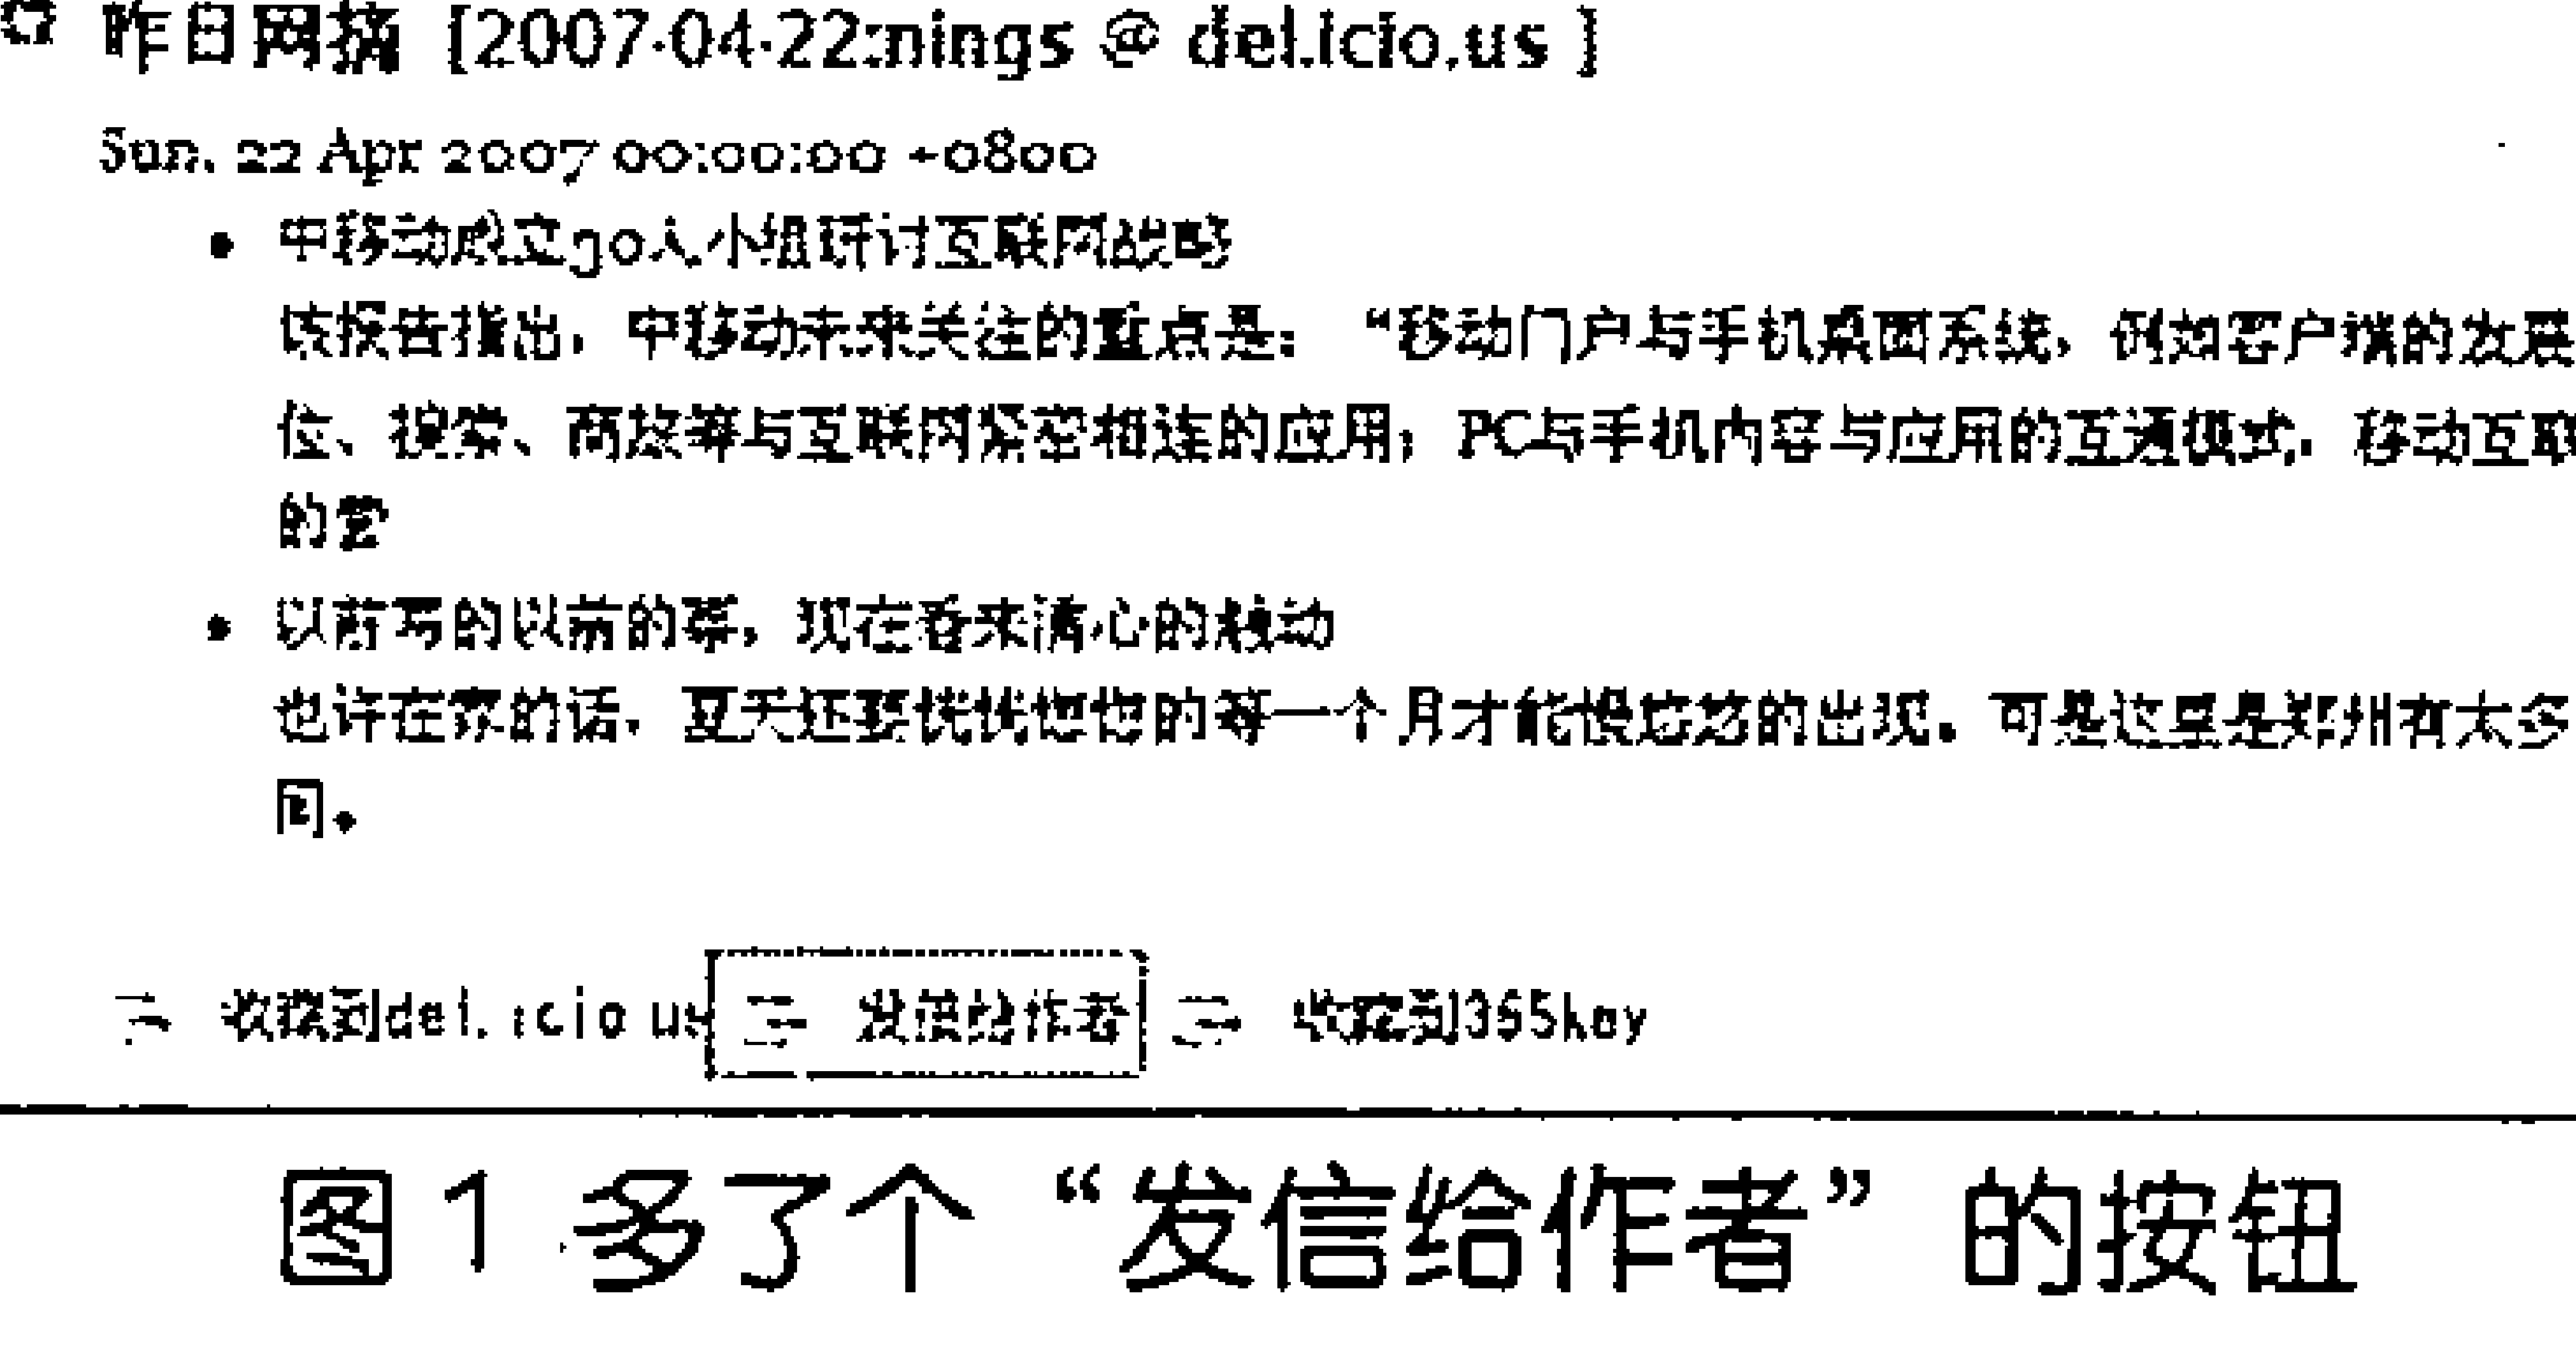 昨日网摘 [2007-04-22:nings @ del.icio.us ]
Sun, 22 Apr 2007 00:00:00 +0800
• 中移动成立30人小组研讨互联网战略
该报告指出，中移动未来关注的重点是：“移动门户与手机桌面系统，例如客户端的发展
位、搜索、商旅等与互联网紧密相连的应用；PC与手机内容与应用的互通模式，移动互联
的营
• 以前写的以前的事，现在看来满心的感动
也许在家的话，夏天还要恍恍惚惚的等一个月才能慢悠悠的出现。可是这里是郑州有太多
同。
收藏到del.icio.us 发信给作者 收藏到365key
图1 多了个“发信给作者”的按钮